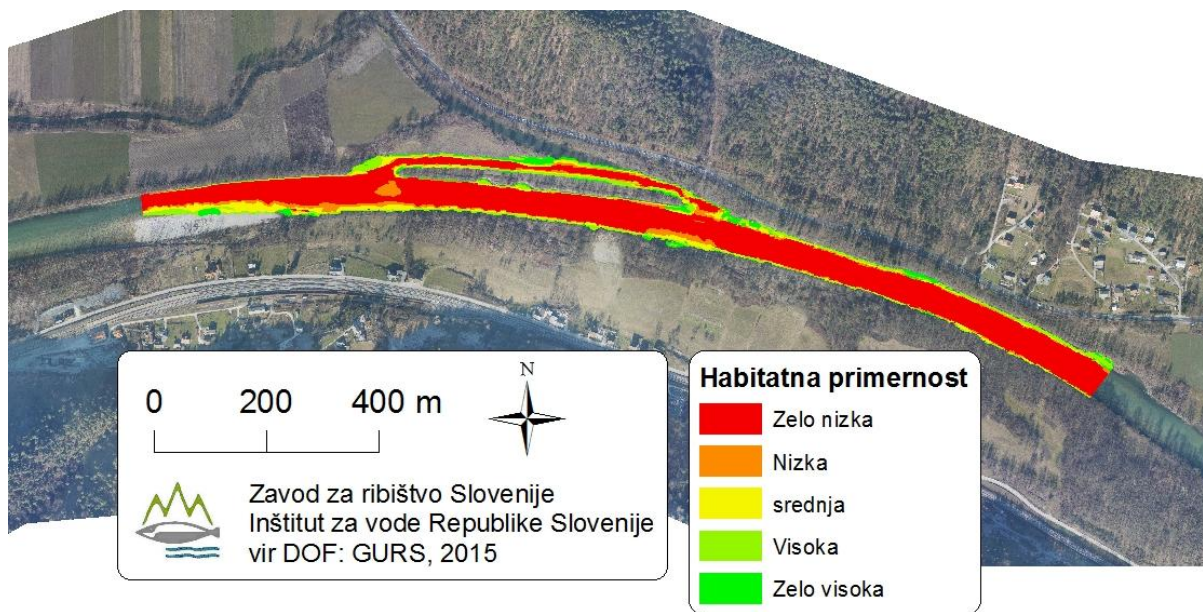 0 200 400 m
N
Zavod za ribištvo Slovenije
Inštitut za vode Republike Slovenije
vir DOF: GURS, 2015
Habitatna primernost
Zelo nizka
Nizka
srednja
Visoka
Zelo visoka